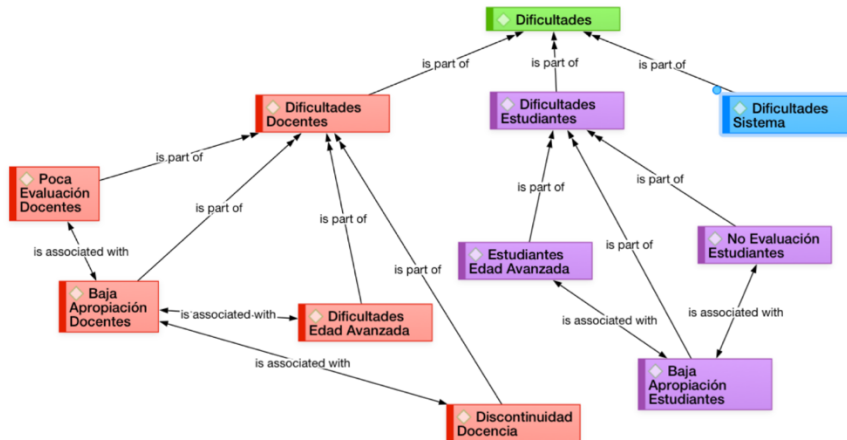 Dificultades
is part of
is part of
is part of
Dificultades
Docentes
Dificultades
Estudiantes
Dificultades
Sistema
is part of
Poca
Evaluación
Docentes
is part of
is part of
is part of
is part of
is part of
is part of
is associated with
Estudiantes
Edad Avanzada
No Evaluación
Estudiantes
Baja
Apropiación
Docentes
is associated with
Dificultades
Edad Avanzada
is associated with
is associated with
is associated with
Baja
Apropiación
Estudiantes
Discontinuidad
Docencia